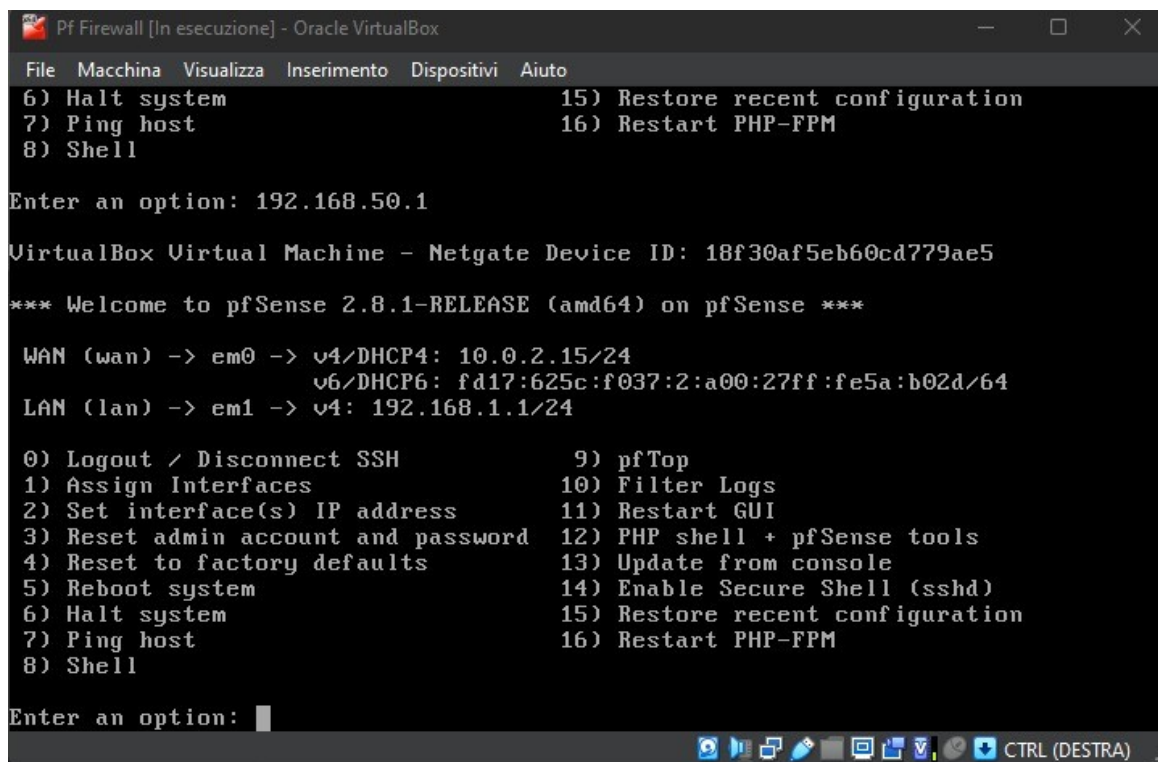 Pf Firewall [In esecuzione] - Oracle VirtualBox
File Macchina Visualizza Inserimento Dispositivi Aiuto
6) Halt system 15) Restore recent configuration
7) Ping host 16) Restart PHP-FPM
8) Shell
Enter an option: 192.168.50.1
VirtualBox Virtual Machine - Netgate Device ID: 18f30af5eb60cd779ae5
*** Welcome to pfSense 2.8.1-RELEASE (amd64) on pfSense ***
WAN (wan) -> em0 -> v4/DHCP4: 10.0.2.15/24
v6/DHCP6: fd17:625c:f037:2:a00:27ff:fe5a:b02d/64
LAN (lan) -> em1 -> v4: 192.168.1.1/24
0) Logout / Disconnect SSH 9) pfTop
1) Assign Interfaces 10) Filter Logs
2) Set interface(s) IP address 11) Restart GUI
3) Reset admin account and password 12) PHP shell + pfSense tools
4) Reset to factory defaults 13) Update from console
5) Reboot system 14) Enable Secure Shell (sshd)
6) Halt system 15) Restore recent configuration
7) Ping host 16) Restart PHP-FPM
8) Shell
Enter an option:
CTRL (DESTRA)